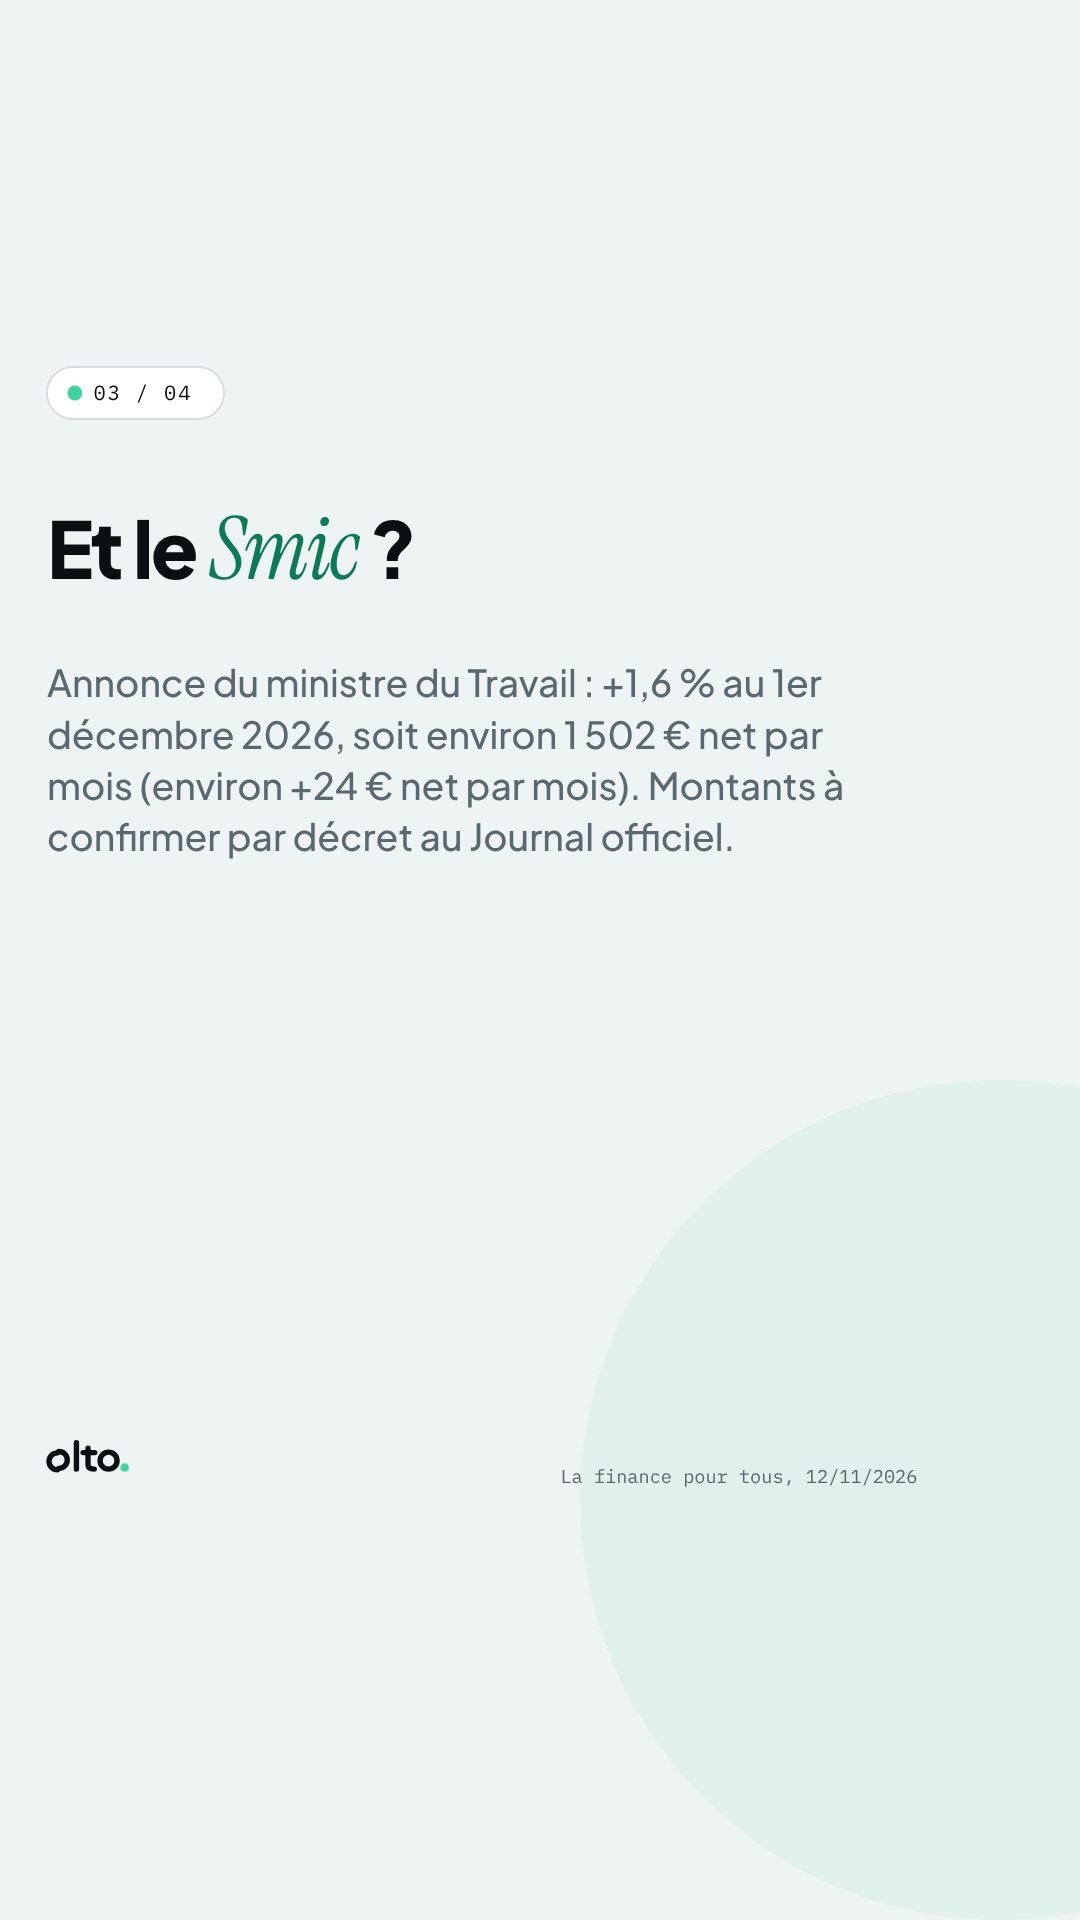 03 / 04
Et le Smic ?
Annonce du ministre du Travail : +1,6 % au 1er
décembre 2026, soit environ 1 502 € net par
mois (environ +24 € net par mois). Montants à
confirmer par décret au Journal officiel.
olto.
La finance pour tous, 12/11/2026